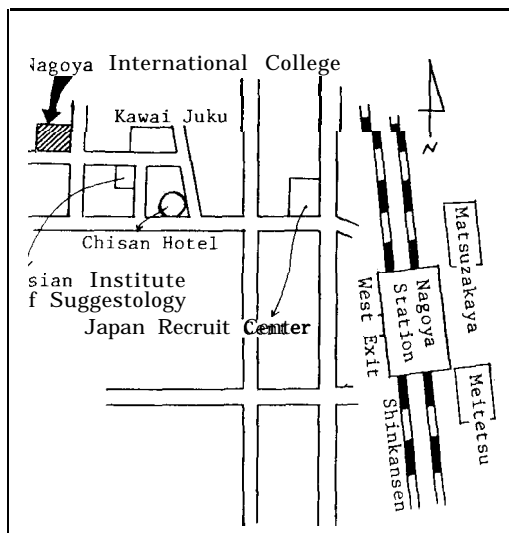 Nagoya International College
Kawai Juku
Chisan Hotel
sian Institute
f Suggestology
Japan Recruit Center
N
Matsuzakaya
Nagoya
Station
West Exit
Meitetsu
Shinkansen